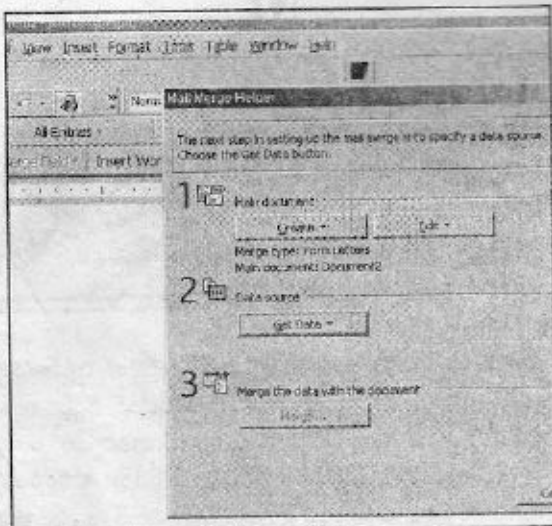 View Insert Format Tools Table Window Help
Norm
Mail Merge Helper
All Entries
Insert Wor
The next step in setting up the mail merge is to specify a data source.
Choose the Get Data button.
1 Main document
Create Edit
Merge type: Form Letters
Main document: Document2
2 Data source
Get Data
3 Merge the data with the document
Merge...